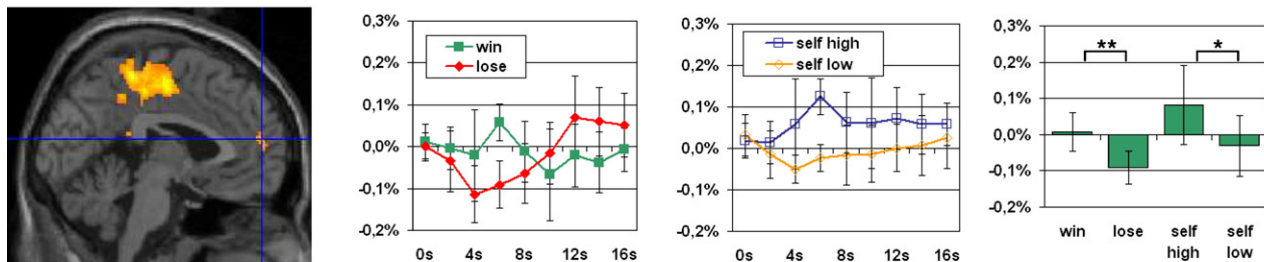 0,3%
0,2%
0,1%
0,0%
-0,1%
-0,2%
win
lose
0s 4s 8s 12s 16s
0,3%
0,2%
0,1%
0,0%
-0,1%
0,2%
self high
self low
0s 4s 8s 12s 16s
0,3%
0,2%
0,1%
0,0%
-0,1%
-0,2%
** *
win lose self self
high low